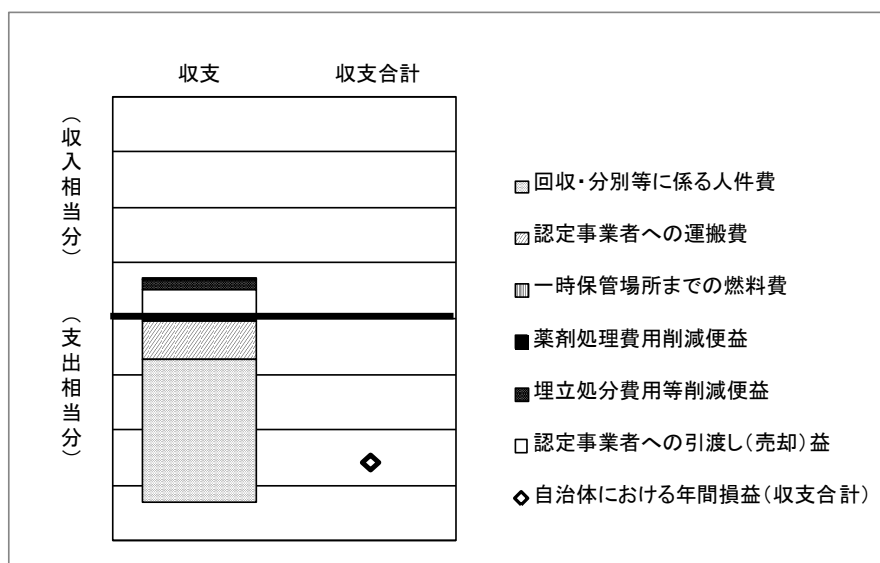 収支
収支合計
(収入相当分)
(支出相当分)
回収・分別等に係る人件費
認定事業者への運搬費
一時保管場所までの燃料費
薬剤処理費用削減便益
埋立処分費用等削減便益
認定事業者への引渡し(売却)益
自治体における年間損益(収支合計)